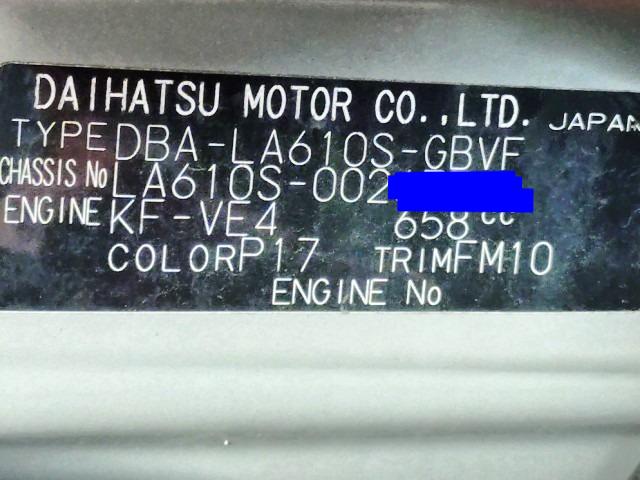 DAIHATSU MOTOR CO.,LTD. JAPAN
TYPE DBA-LA610S-GBVF
CHASSIS No LA610S-002
ENGINE KF-VE4 658 cc
COLOR P17 TRIM FM10
ENGINE No